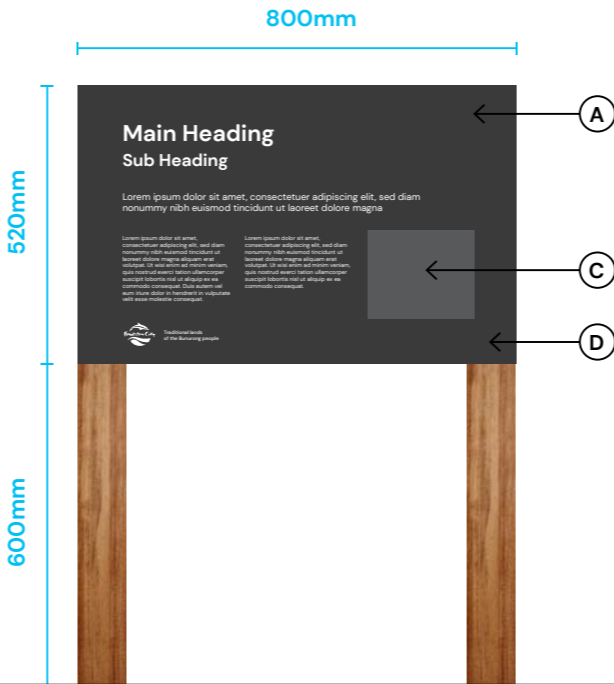 800mm
520mm
600mm
A
Main Heading
Sub Heading
Lorem ipsum dolor sit amet, consectetuer adipiscing elit, sed diam
nonummy nibh euismod tincidunt ut laoreet dolore magna
Lorem ipsum dolor sit amet,
consectetuer adipiscing elit, sed diam
nonummy nibh euismod tincidunt ut
laoreet dolore magna aliquam erat
volutpat. Ut wisi enim ad minim veniam,
quis nostrud exerci tation ullamcorper
suscipit lobortis nisl ut aliquip ex ea
commodo consequat. Duis autem vel
eum iriure dolor in hendrerit in vulputate
velit esse molestie consequat.
Lorem ipsum dolor sit amet,
consectetuer adipiscing elit, sed diam
nonummy nibh euismod tincidunt ut
laoreet dolore magna aliquam erat
volutpat. Ut wisi enim ad minim veniam,
quis nostrud exerci tation ullamcorper
suscipit lobortis nisl ut aliquip ex ea
commodo consequat.
C
Traditional lands
of the Bunurong people
D